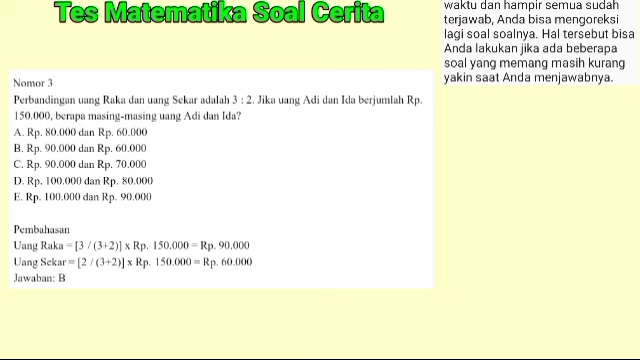 Tes Matematika Soal Cerita
waktu dan hampir semua sudah
terjawab, Anda bisa mengoreksi
lagi soal soalnya. Hal tersebut bisa
Anda lakukan jika ada beberapa
soal yang memang masih kurang
yakin saat Anda menjawabnya.
Nomor 3
Perbandingan uang Raka dan uang Sekar adalah 3 : 2. Jika uang Adi dan Ida berjumlah Rp.
150.000, berapa masing-masing uang Adi dan Ida?
A. Rp. 80.000 dan Rp. 60.000
B. Rp. 90.000 dan Rp. 60.000
C. Rp. 90.000 dan Rp. 70.000
D. Rp. 100.000 dan Rp. 80.000
E. Rp. 100.000 dan Rp. 90.000
Pembahasan
Uang Raka = [3 / (3+2)] x Rp. 150.000 = Rp. 90.000
Uang Sekar = [2 / (3+2)] x Rp. 150.000 = Rp. 60.000
Jawaban: B